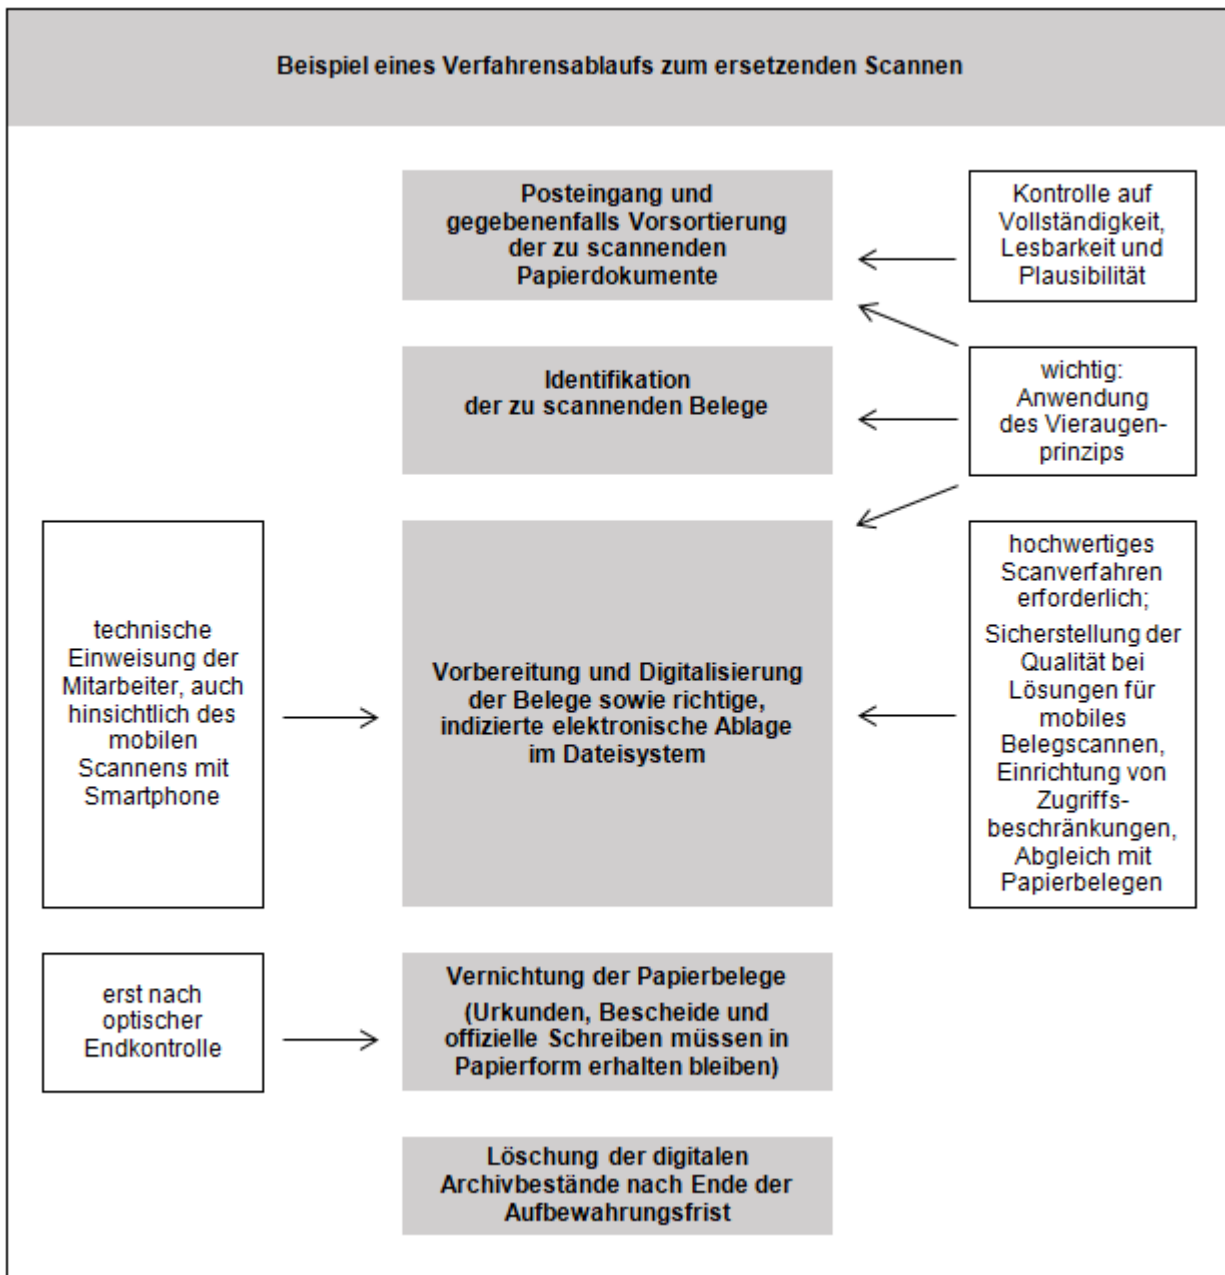 Beispiel eines Verfahrensablaufs zum ersetzenden Scannen
Posteingang und
gegebenenfalls Vorsortierung
der zu scannenden
Papierdokumente
Kontrolle auf
Vollständigkeit,
Lesbarkeit und
Plausibilität
Identifikation
der zu scannenden Belege
wichtig:
Anwendung
des Vieraugen-
prinzips
technische
Einweisung der
Mitarbeiter, auch
hinsichtlich des
mobilen
Scannens mit
Smartphone
Vorbereitung und Digitalisierung
der Belege sowie richtige,
indizierte elektronische Ablage
im Dateisystem
hochwertiges
Scanverfahren
erforderlich;
Sicherstellung der
Qualität bei
Lösungen für
mobiles
Belegscannen,
Einrichtung von
Zugriffs-
beschränkungen,
Abgleich mit
Papierbelegen
erst nach
optischer
Endkontrolle
Vernichtung der Papierbelege
(Urkunden, Bescheide und
offizielle Schreiben müssen in
Papierform erhalten bleiben)
Löschung der digitalen
Archivbestände nach Ende der
Aufbewahrungsfrist